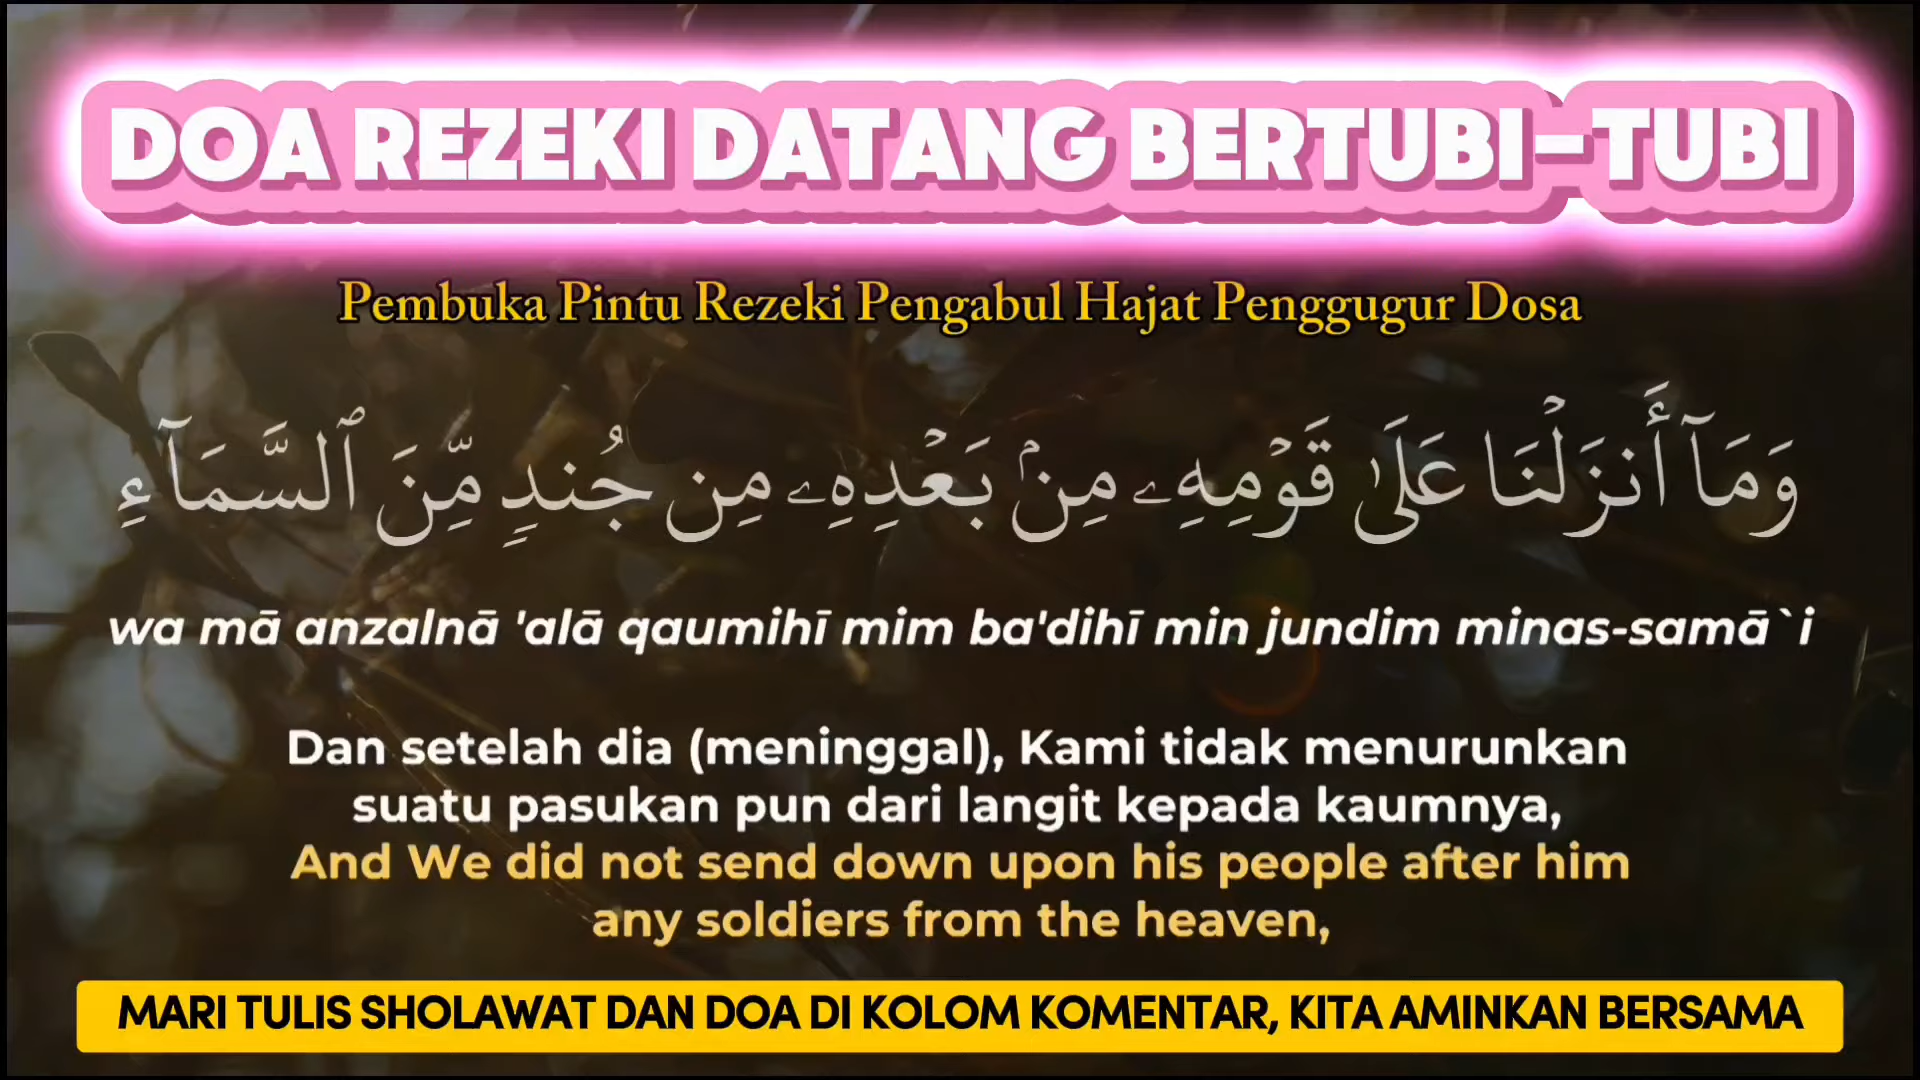 DOA REZEKI DATANG BERTUBI-TUBI
Pembuka Pintu Rezeki Pengabul Hajat Penggugur Dosa
وَمَآ أَنزَلْنَا عَلَىٰ قَوْمِهِۦ مِنۢ بَعْدِهِۦ مِن جُندٍ مِّنَ ٱلسَّمَآءِ
wa mā anzalnā 'alā qaumihī mim ba'dihī min jundim minas-samā`i
Dan setelah dia (meninggal), Kami tidak menurunkan
suatu pasukan pun dari langit kepada kaumnya,
And We did not send down upon his people after him
any soldiers from the heaven,
MARI TULIS SHOLAWAT DAN DOA DI KOLOM KOMENTAR, KITA AMINKAN BERSAMA